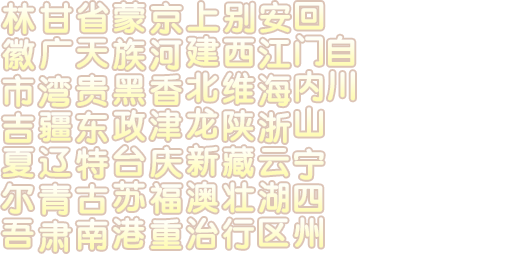 林甘省蒙京上别安回
徽广天族河建西江门自
市湾贵黑香北维海内川
吉疆东政津龙陕浙山
夏辽特台庆新藏云宁
尔青古苏福澳壮湖四
吾肃南港重治行区州